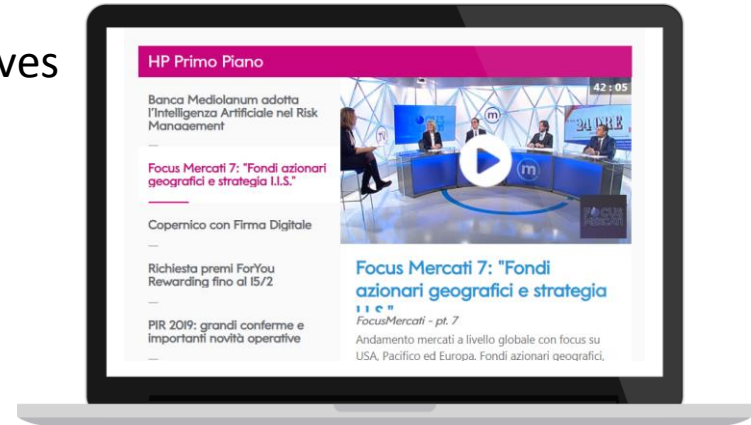 ves
HP Primo Piano
Banca Mediolanum adotta
l'Intelligenza Artificiale nel Risk
Management
Focus Mercati 7: "Fondi azionari
geografici e strategia I.I.S."
Copernico con Firma Digitale
Richiesta premi ForYou
Rewarding fino al 15/2
PIR 2019: grandi conferme e
importanti novità operative
42 : 05
m
24 ORE
m
FOCUS
MERCATI
Focus Mercati 7: "Fondi
azionari geografici e strategia
I.I.S."
FocusMercati - pt. 7
Andamento mercati a livello globale con focus su
USA, Pacifico ed Europa. Fondi azionari geografici,